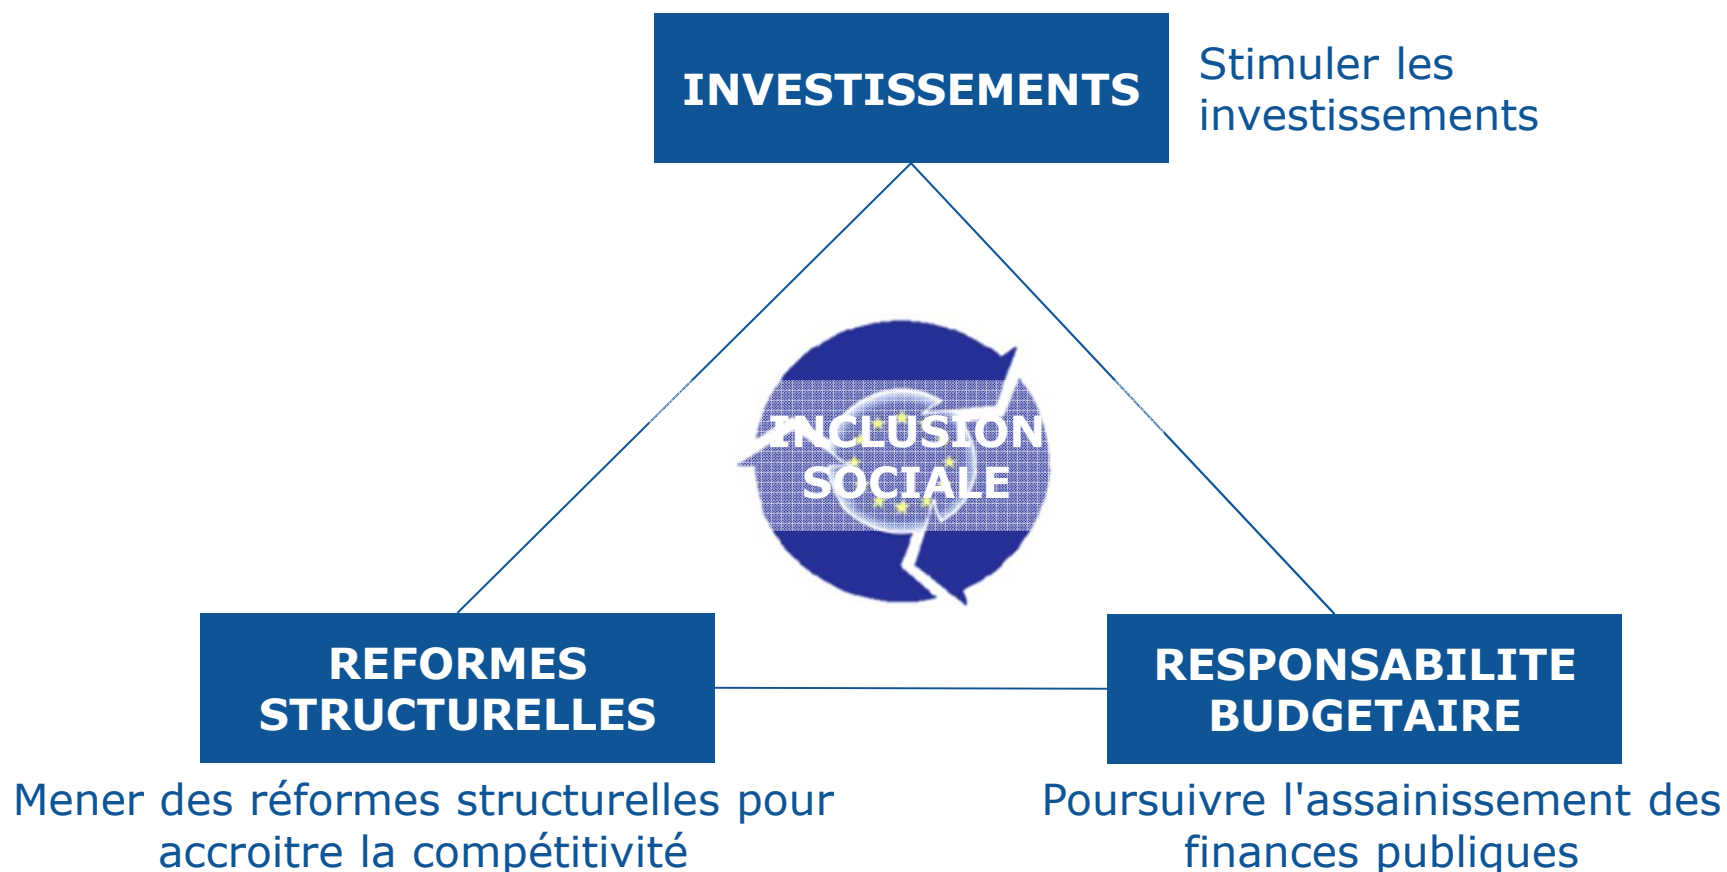 INVESTISSEMENTS
Stimuler les
investissements
INCLUSION
SOCIALE
REFORMES
STRUCTURELLES
RESPONSABILITE
BUDGETAIRE
Mener des réformes structurelles pour
accroitre la compétitivité
Poursuivre l'assainissement des
finances publiques